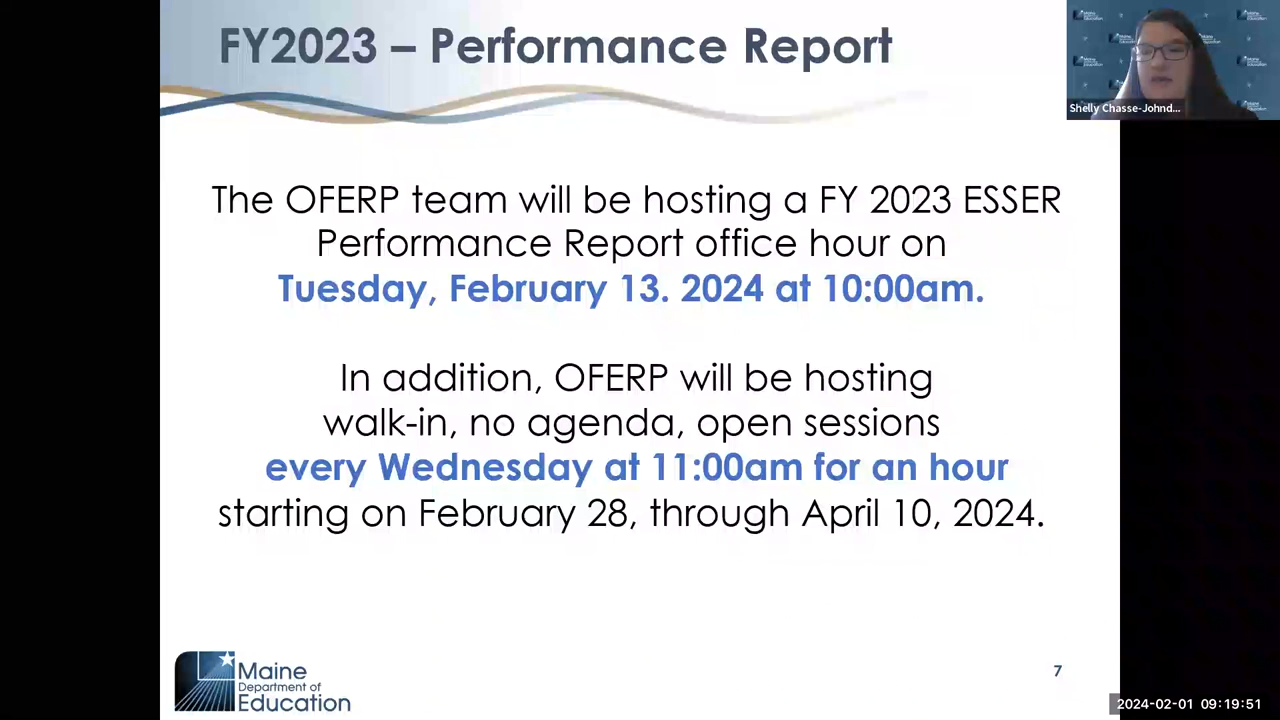 FY2023 – Performance Report
Shelly Chasse-Johnd...
The OFERP team will be hosting a FY 2023 ESSER
Performance Report office hour on
Tuesday, February 13. 2024 at 10:00am.
In addition, OFERP will be hosting
walk-in, no agenda, open sessions
every Wednesday at 11:00am for an hour
starting on February 28, through April 10, 2024.
Maine
Department of
Education
7
2024-02-01 09:19:51